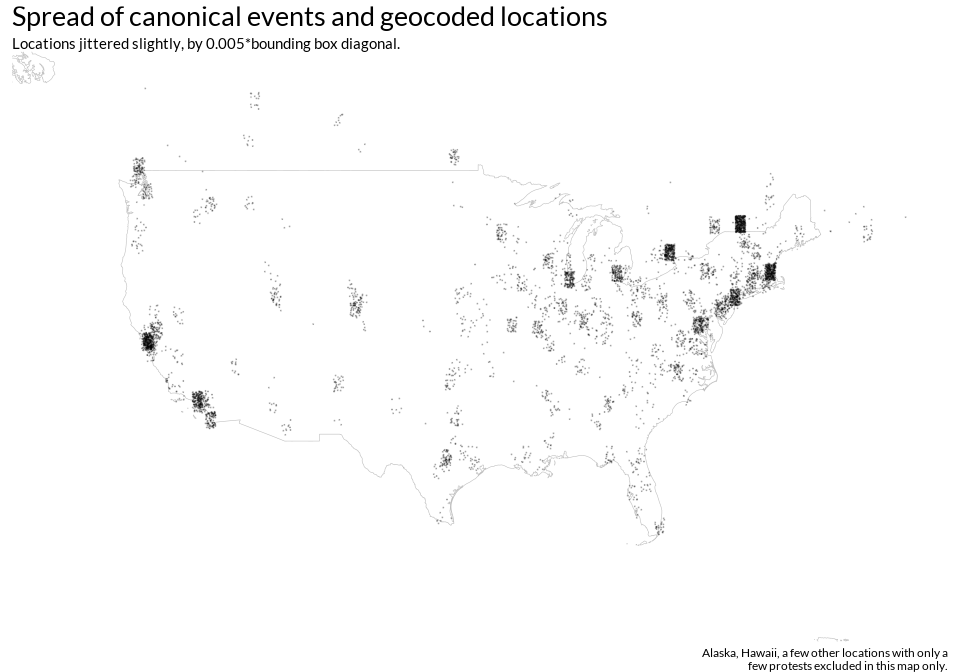 Spread of canonical events and geocoded locations
Locations jittered slightly, by 0.005*bounding box diagonal.
Alaska, Hawaii, a few other locations with only a
few protests excluded in this map only.